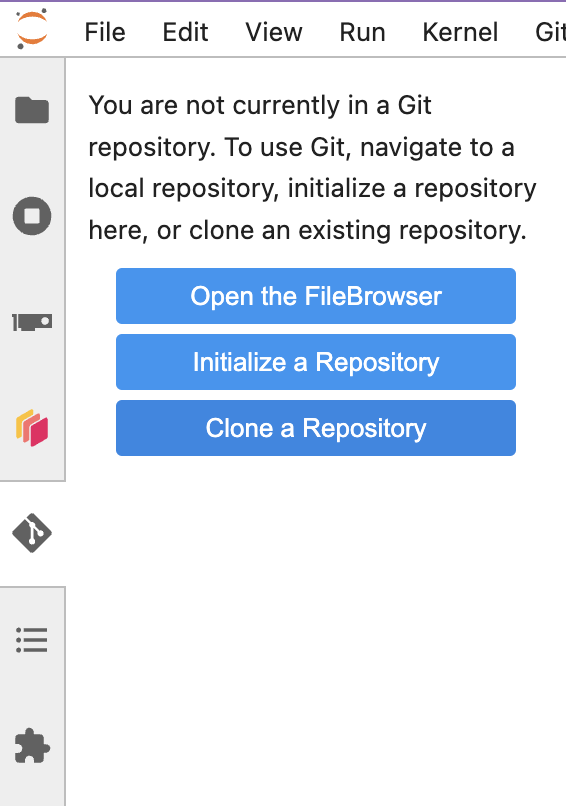 File Edit View Run Kernel Git
You are not currently in a Git
repository. To use Git, navigate to a
local repository, initialize a repository
here, or clone an existing repository.
Open the FileBrowser
Initialize a Repository
Clone a Repository